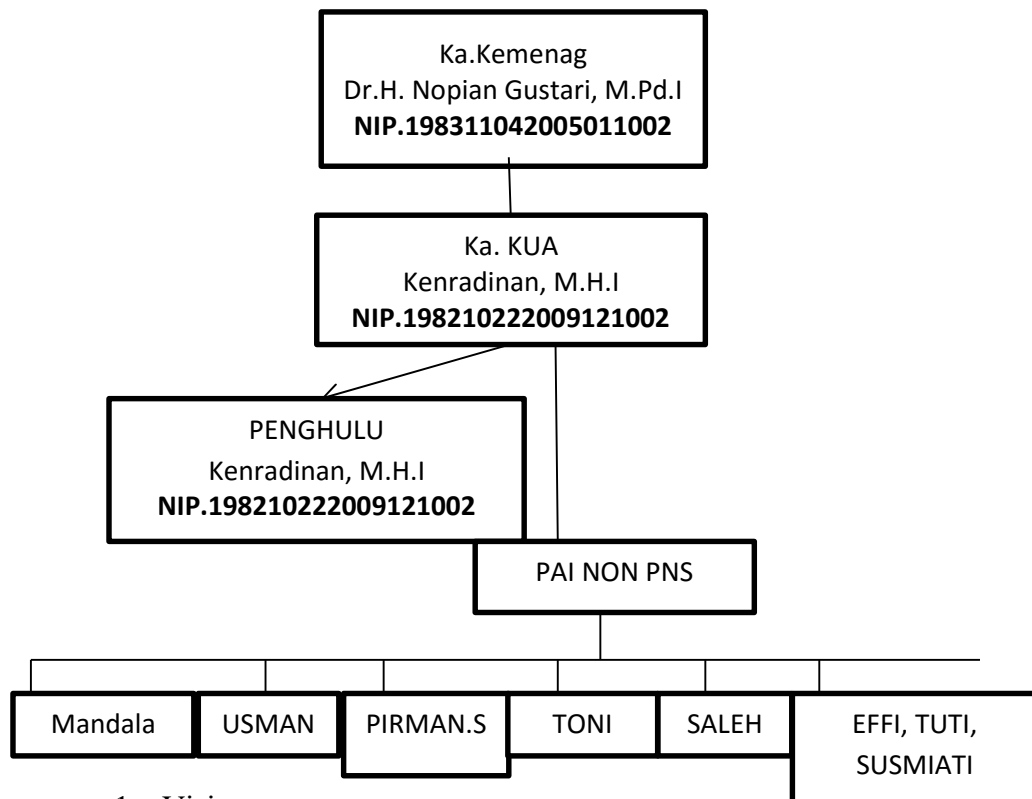 Ka.Kemenag
Dr.H. Nopian Gustari, M.Pd.I
NIP.198311042005011002
Ka. KUA
Kenradinan, M.H.I
NIP.198210222009121002
PENGHULU
Kenradinan, M.H.I
NIP.198210222009121002
PAI NON PNS
Mandala
USMAN
PIRMAN.S
TONI
SALEH
EFFI, TUTI,
SUSMIATI